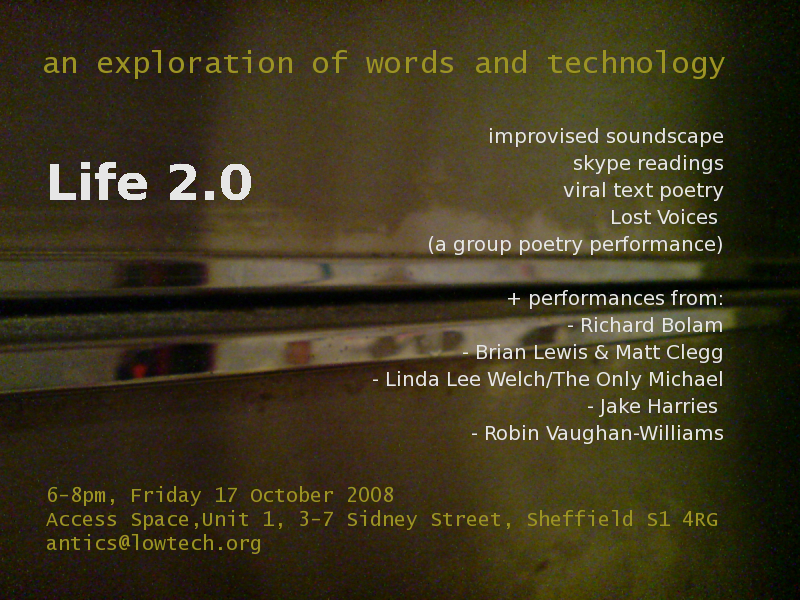 an exploration of words and technology
Life 2.0
improvised soundscape
skype readings
viral text poetry
Lost Voices
(a group poetry performance)
+ performances from:
- Richard Bolam
- Brian Lewis & Matt Clegg
- Linda Lee Welch/The Only Michael
- Jake Harries
- Robin Vaughan-Williams
6-8pm, Friday 17 October 2008
Access Space,Unit 1, 3-7 Sidney Street, Sheffield S1 4RG
antics@lowtech.org